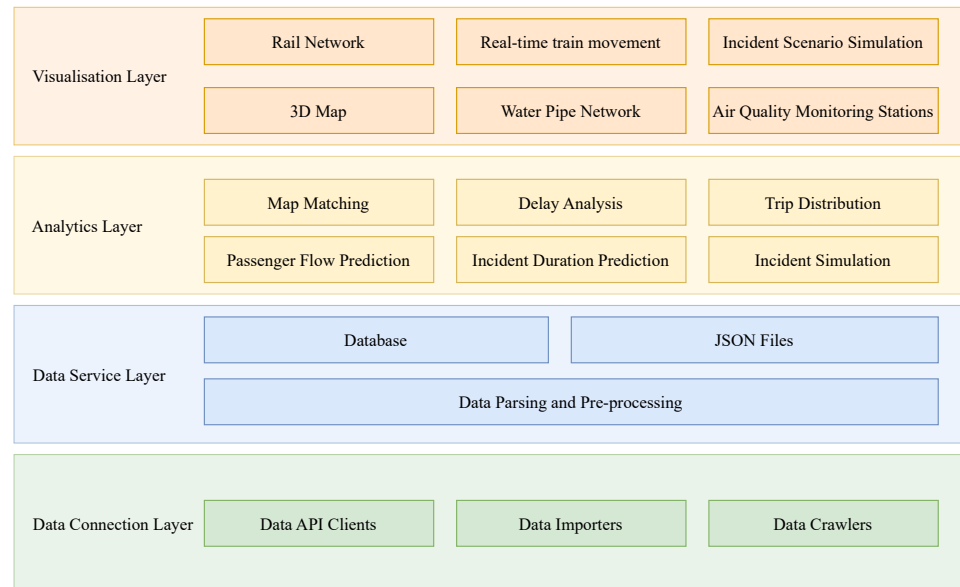 Rail Network
Real-time train movement
Incident Scenario Simulation
Visualisation Layer
3D Map
Water Pipe Network
Air Quality Monitoring Stations
Map Matching
Delay Analysis
Trip Distribution
Analytics Layer
Passenger Flow Prediction
Incident Duration Prediction
Incident Simulation
Database
JSON Files
Data Service Layer
Data Parsing and Pre-processing
Data Connection Layer
Data API Clients
Data Importers
Data Crawlers